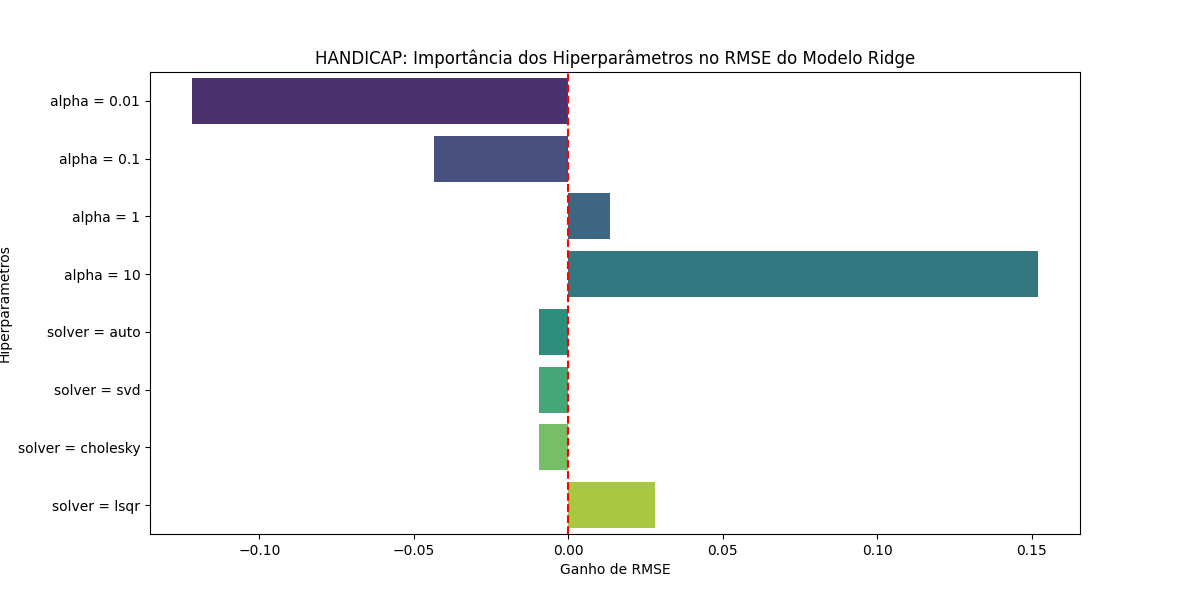 HANDICAP: Importância dos Hiperparâmetros no RMSE do Modelo Ridge
Hiperparâmetros
alpha = 0.01
alpha = 0.1
alpha = 1
alpha = 10
solver = auto
solver = svd
solver = cholesky
solver = lsqr
−0.10 −0.05 0.00 0.05 0.10 0.15
Ganho de RMSE